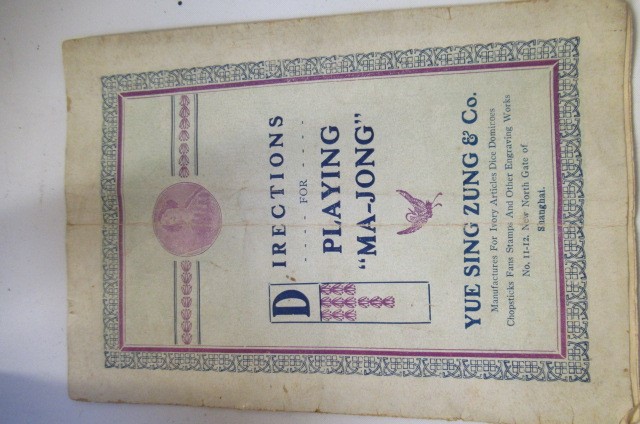 DIRECTIONS
---- FOR ----
PLAYING
"MA-JONG"
YUE SING ZUNG & Co.
Manufactures For Ivory Articles Dice Dominoes
Chopsticks Fans Stamps And Other Engraving Works
No. 11-12, New North Gate of
Shanghai.